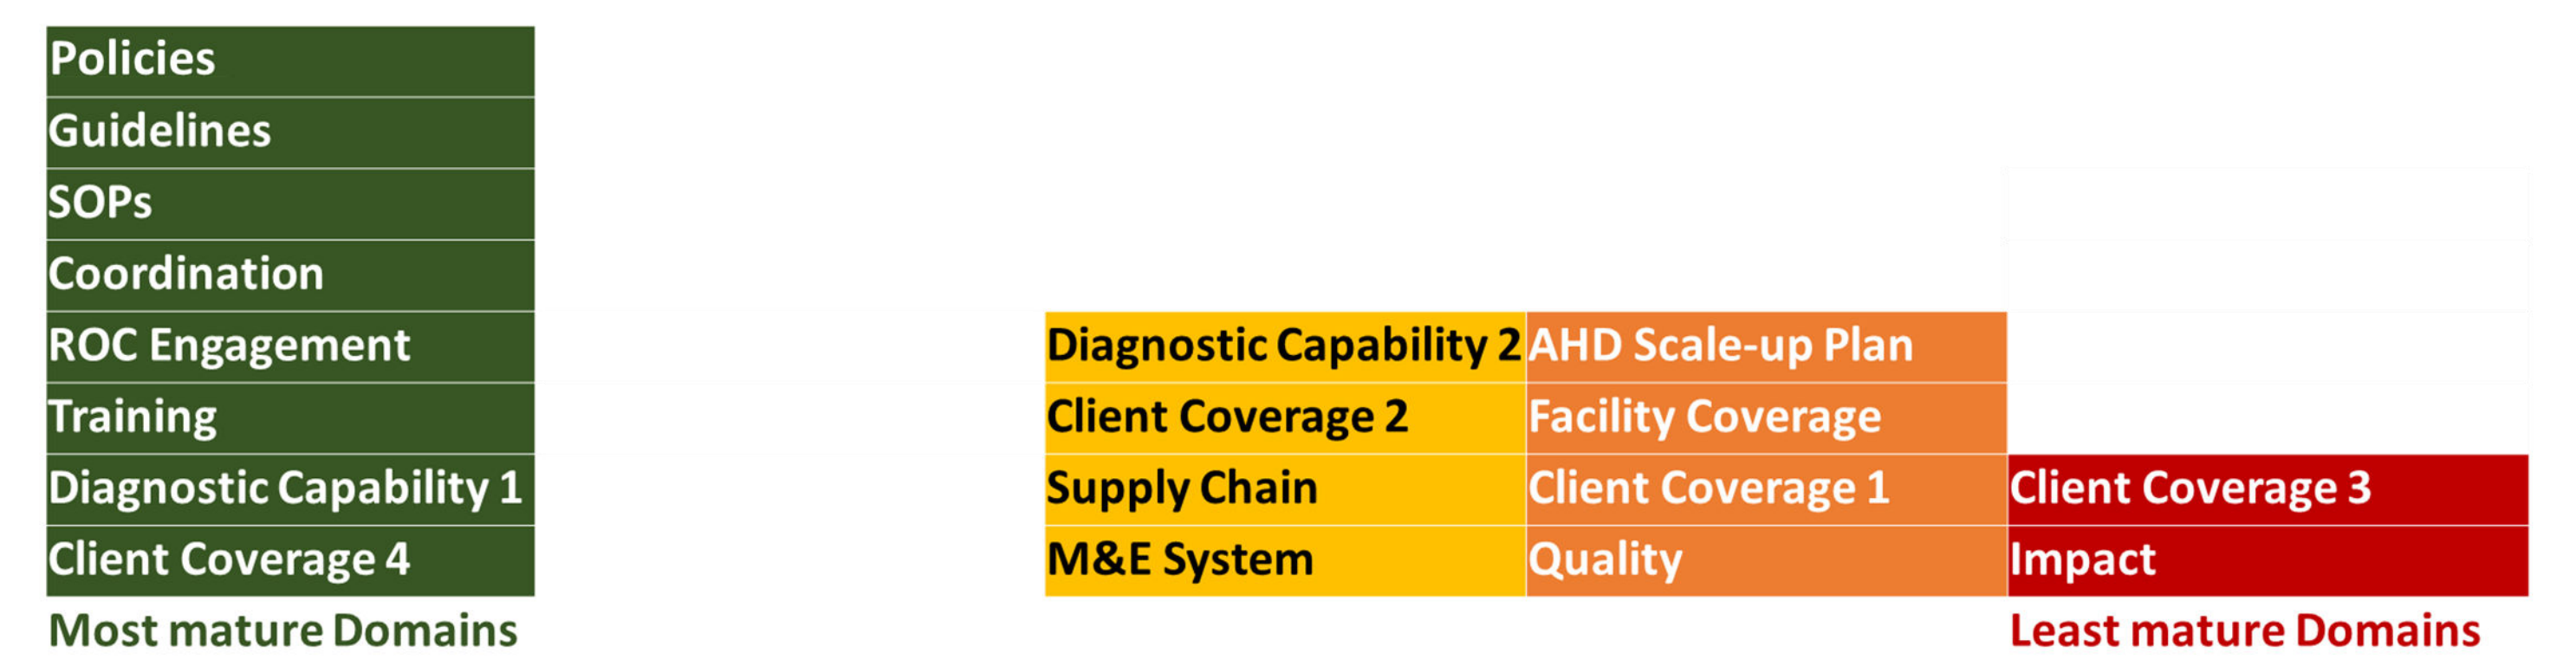 Policies
Guidelines
SOPs
Coordination
ROC Engagement
Training
Diagnostic Capability 1
Client Coverage 4
Most mature Domains
Diagnostic Capability 2
Client Coverage 2
Supply Chain
M&E System
AHD Scale-up Plan
Facility Coverage
Client Coverage 1
Quality
Client Coverage 3
Impact
Least mature Domains